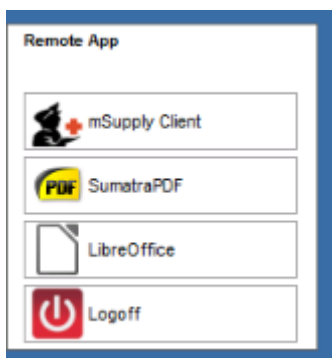 Remote App
mSupply Client
PDF SumatraPDF
LibreOffice
Logoff